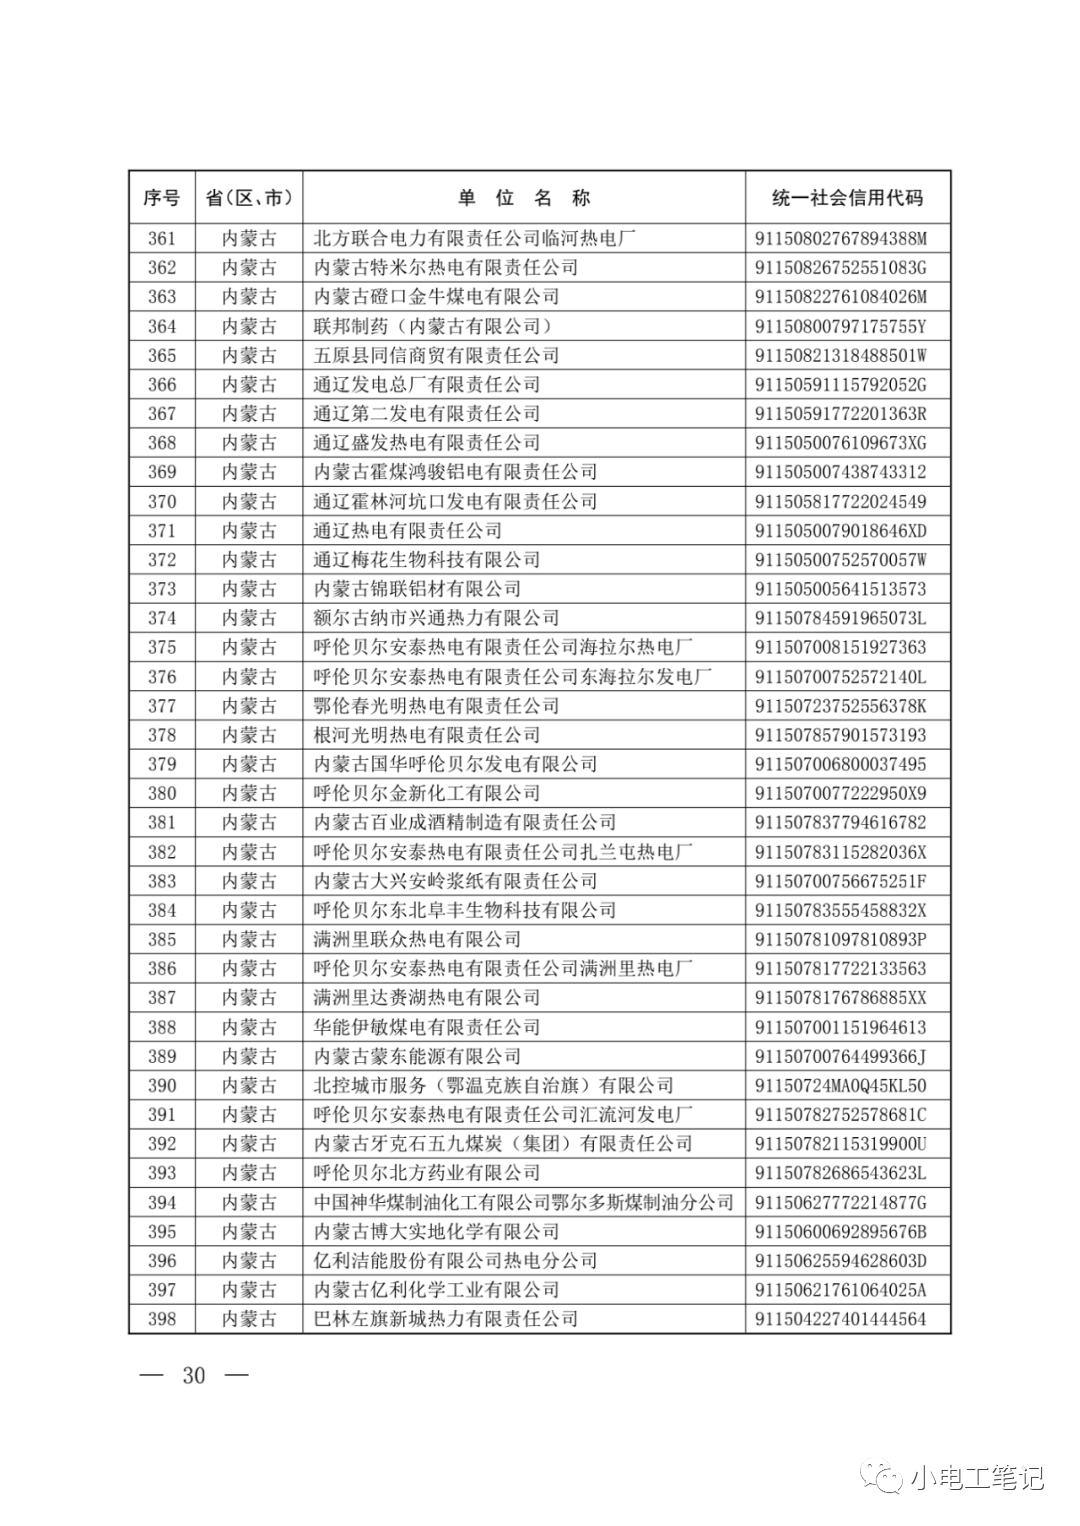 序号 省（区、市） 单 位 名 称 统一社会信用代码
361 内蒙古 北方联合电力有限责任公司临河热电厂 91150802767894388M
362 内蒙古 内蒙古特米尔热电有限责任公司 91150826752551083G
363 内蒙古 内蒙古磴口金牛煤电有限公司 91150822761084026M
364 内蒙古 联邦制药（内蒙古有限公司） 91150800797175755Y
365 内蒙古 五原县同信商贸有限责任公司 91150821318488501W
366 内蒙古 通辽发电总厂有限责任公司 91150591115792052G
367 内蒙古 通辽第二发电有限责任公司 91150591772201363R
368 内蒙古 通辽盛发热电有限责任公司 9115050076109673XG
369 内蒙古 内蒙古霍煤鸿骏铝电有限责任公司 911505007438743312
370 内蒙古 通辽霍林河坑口发电有限责任公司 911505817722024549
371 内蒙古 通辽热电有限责任公司 9115050079018646XD
372 内蒙古 通辽梅花生物科技有限公司 91150500752570057W
373 内蒙古 内蒙古锦联铝材有限公司 911505005641513573
374 内蒙古 额尔古纳市兴通热力有限公司 91150784591965073L
375 内蒙古 呼伦贝尔安泰热电有限责任公司海拉尔热电厂 911507008151927363
376 内蒙古 呼伦贝尔安泰热电有限责任公司东海拉尔发电厂 91150700752572140L
377 内蒙古 鄂伦春光明热电有限责任公司 91150723752556378K
378 内蒙古 根河光明热电有限责任公司 911507857901573193
379 内蒙古 内蒙古国华呼伦贝尔发电有限公司 911507006800037495
380 内蒙古 呼伦贝尔金新化工有限公司 9115070077222950X9
381 内蒙古 内蒙古百业成酒精制造有限责任公司 911507837794616782
382 内蒙古 呼伦贝尔安泰热电有限责任公司扎兰屯热电厂 91150783115282036X
383 内蒙古 内蒙古大兴安岭浆纸有限责任公司 91150700756675251F
384 内蒙古 呼伦贝尔东北阜丰生物科技有限公司 91150783555458832X
385 内蒙古 满洲里联众热电有限公司 91150781097810893P
386 内蒙古 呼伦贝尔安泰热电有限责任公司满洲里热电厂 911507817722133563
387 内蒙古 满洲里达赉湖热电有限公司 9115078176786885XX
388 内蒙古 华能伊敏煤电有限责任公司 911507001151964613
389 内蒙古 内蒙古蒙东能源有限公司 91150700764499366J
390 内蒙古 北控城市服务（鄂温克族自治旗）有限公司 91150724MA0Q45KL50
391 内蒙古 呼伦贝尔安泰热电有限责任公司汇流河发电厂 91150782752578681C
392 内蒙古 内蒙古牙克石五九煤炭（集团）有限责任公司 91150782115319900U
393 内蒙古 呼伦贝尔北方药业有限公司 91150782686543623L
394 内蒙古 中国神华煤制油化工有限公司鄂尔多斯煤制油分公司 91150627772214877G
395 内蒙古 内蒙古博大实地化学有限公司 91150600692895676B
396 内蒙古 亿利洁能股份有限公司热电分公司 91150625594628603D
397 内蒙古 内蒙古亿利化学工业有限公司 91150621761064025A
398 内蒙古 巴林左旗新城热力有限责任公司 911504227401444564
— 30 —
小电工笔记